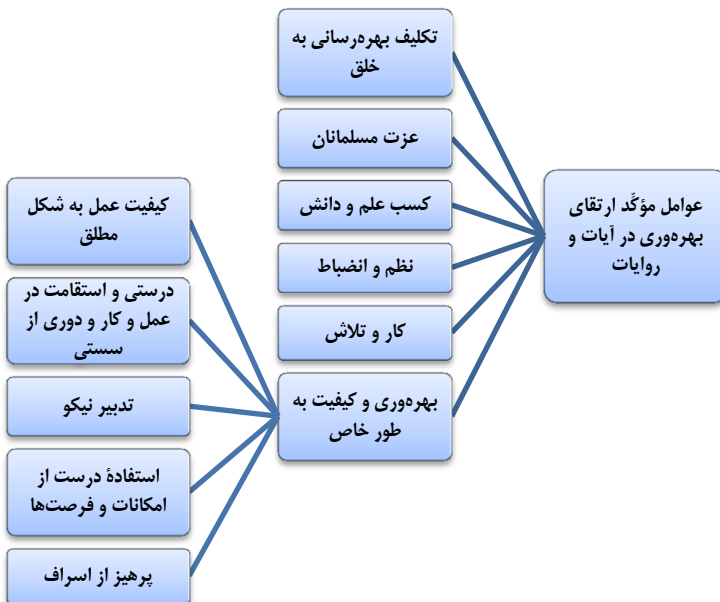 عوامل مؤکّد ارتقای
بهره‌وری در آیات و
روایات
تکلیف بهره‌رسانی به
خلق
عزت مسلمانان
کسب علم و دانش
نظم و انضباط
کار و تلاش
بهره‌وری و کیفیت به
طور خاص
کیفیت عمل به شکل
مطلق
درستی و استقامت در
عمل و کار و دوری از
سستی
تدبیر نیکو
استفادهٔ درست از
امکانات و فرصت‌ها
پرهیز از اسراف